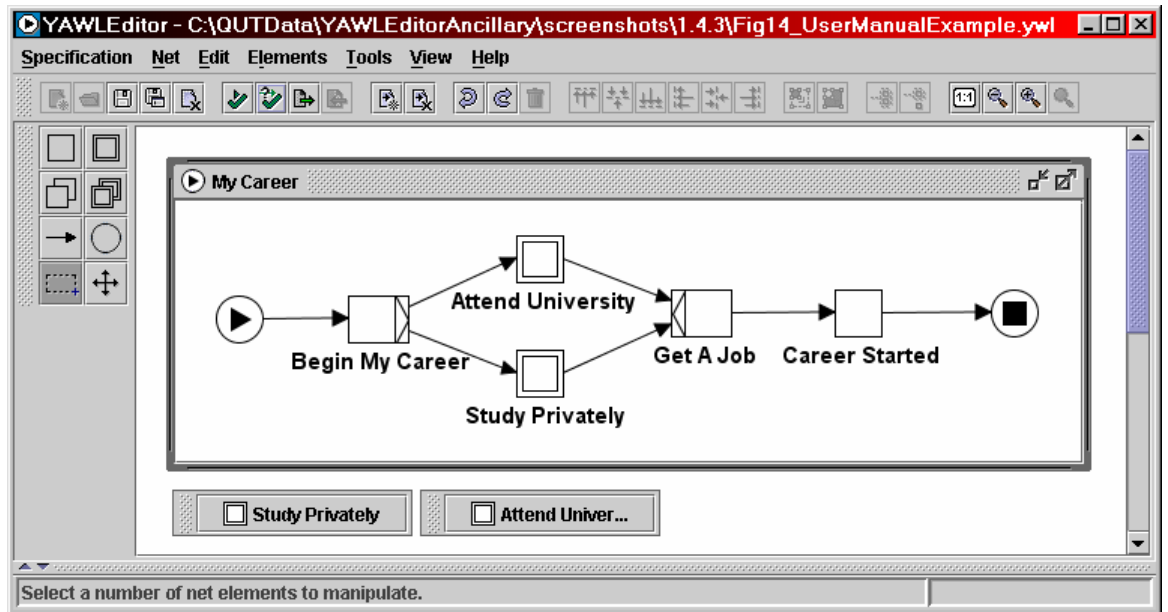 YAWLEditor - C:\QUTData\YAWLEditorAncillary\screenshots\1.4.3\Fig14_UserManualExample.ywl
Specification Net Edit Elements Tools View Help
1:1
My Career
Attend University
Begin My Career
Get A Job
Career Started
Study Privately
Study Privately
Attend Univer...
Select a number of net elements to manipulate.